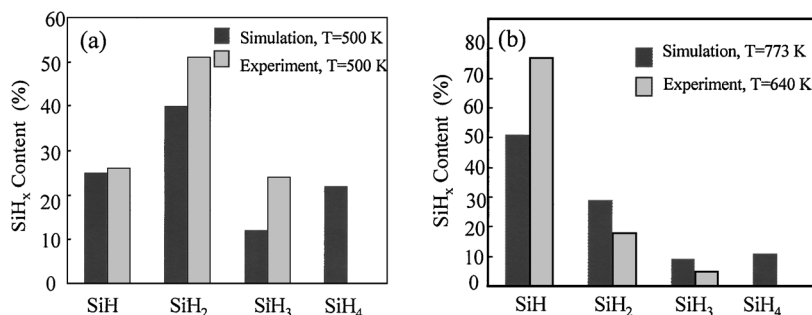 (a)
Simulation, T=500 K
Experiment, T=500 K
SiHx Content (%)
60
50
40
30
20
10
0
SiH SiH2 SiH3 SiH4
(b)
Simulation, T=773 K
Experiment, T=640 K
SiHx Content (%)
80
70
60
50
40
30
20
10
0
SiH SiH2 SiH3 SiH4